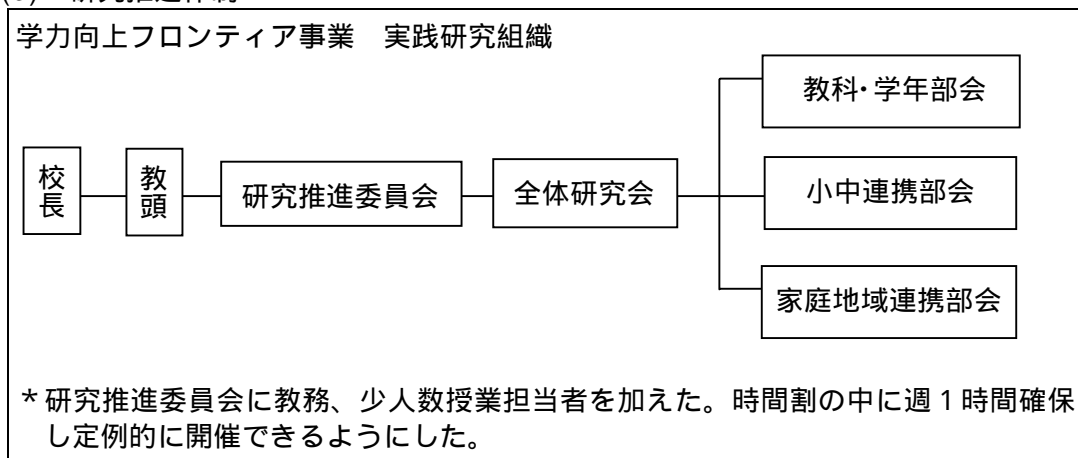 学力向上フロンティア事業　実践研究組織
校長
教頭
研究推進委員会
全体研究会
教科・学年部会
小中連携部会
家庭地域連携部会
＊研究推進委員会に教務、少人数授業担当者を加えた。時間割の中に週１時間確保
し定例的に開催できるようにした。